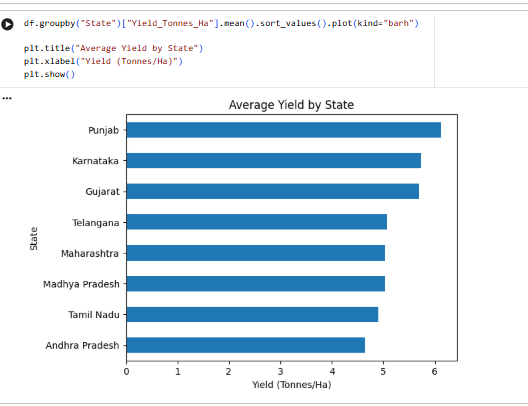 df.groupby("State")["Yield_Tonnes_Ha"].mean().sort_values().plot(kind="barh")
plt.title("Average Yield by State")
plt.xlabel("Yield (Tonnes/Ha)")
plt.show()
Average Yield by State
Punjab
Karnataka
Gujarat
Telangana
Maharashtra
Madhya Pradesh
Tamil Nadu
Andhra Pradesh
State
0 1 2 3 4 5 6
Yield (Tonnes/Ha)